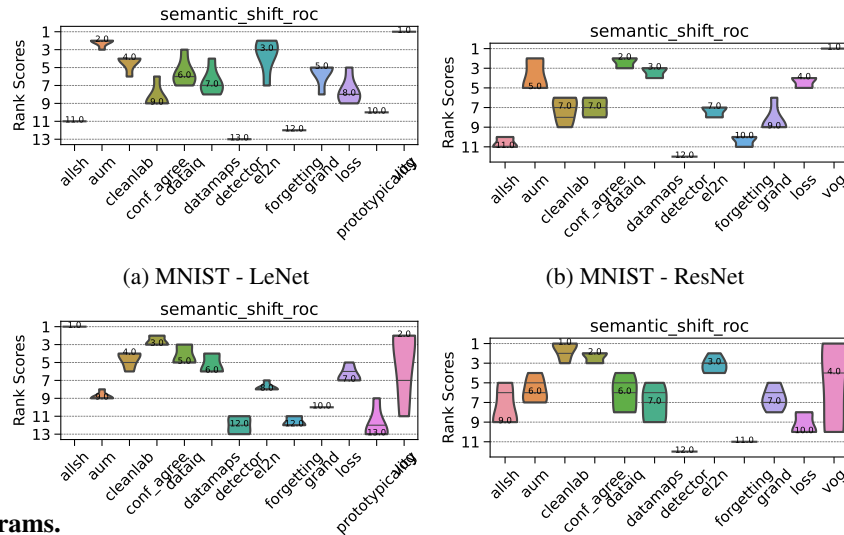 semantic_shift_roc
Rank Scores
1
3
5
7
9
11
13
11.0 2.0 4.0 9.0 6.0 7.0 13.0 3.0 12.0 5.0 8.0 10.0 1.0
allsh
aum
cleanlab
conf_agree
dataiq
datamaps
detector
el2n
forgetting
grand
loss
prototypicality
(a) MNIST - LeNet
semantic_shift_roc
Rank Scores
1
3
5
7
9
11
11.0 5.0 7.0 7.0 2.0 3.0 12.0 7.0 10.0 9.0 4.0 1.0
allsh
aum
cleanlab
conf_agree
dataiq
datamaps
detector
el2n
forgetting
grand
loss
vog
(b) MNIST - ResNet
semantic_shift_roc
Rank Scores
1
3
5
7
9
11
13
1.0 9.0 4.0 3.0 5.0 6.0 12.0 8.0 12.0 10.0 7.0 13.0 2.0
allsh
aum
cleanlab
conf_agree
dataiq
datamaps
detector
el2n
forgetting
grand
loss
prototypicality
semantic_shift_roc
Rank Scores
1
3
5
7
9
11
9.0 6.0 1.0 2.0 6.0 7.0 12.0 3.0 11.0 7.0 10.0 4.0
allsh
aum
cleanlab
conf_agree
dataiq
datamaps
detector
el2n
forgetting
grand
loss
vog
rams.